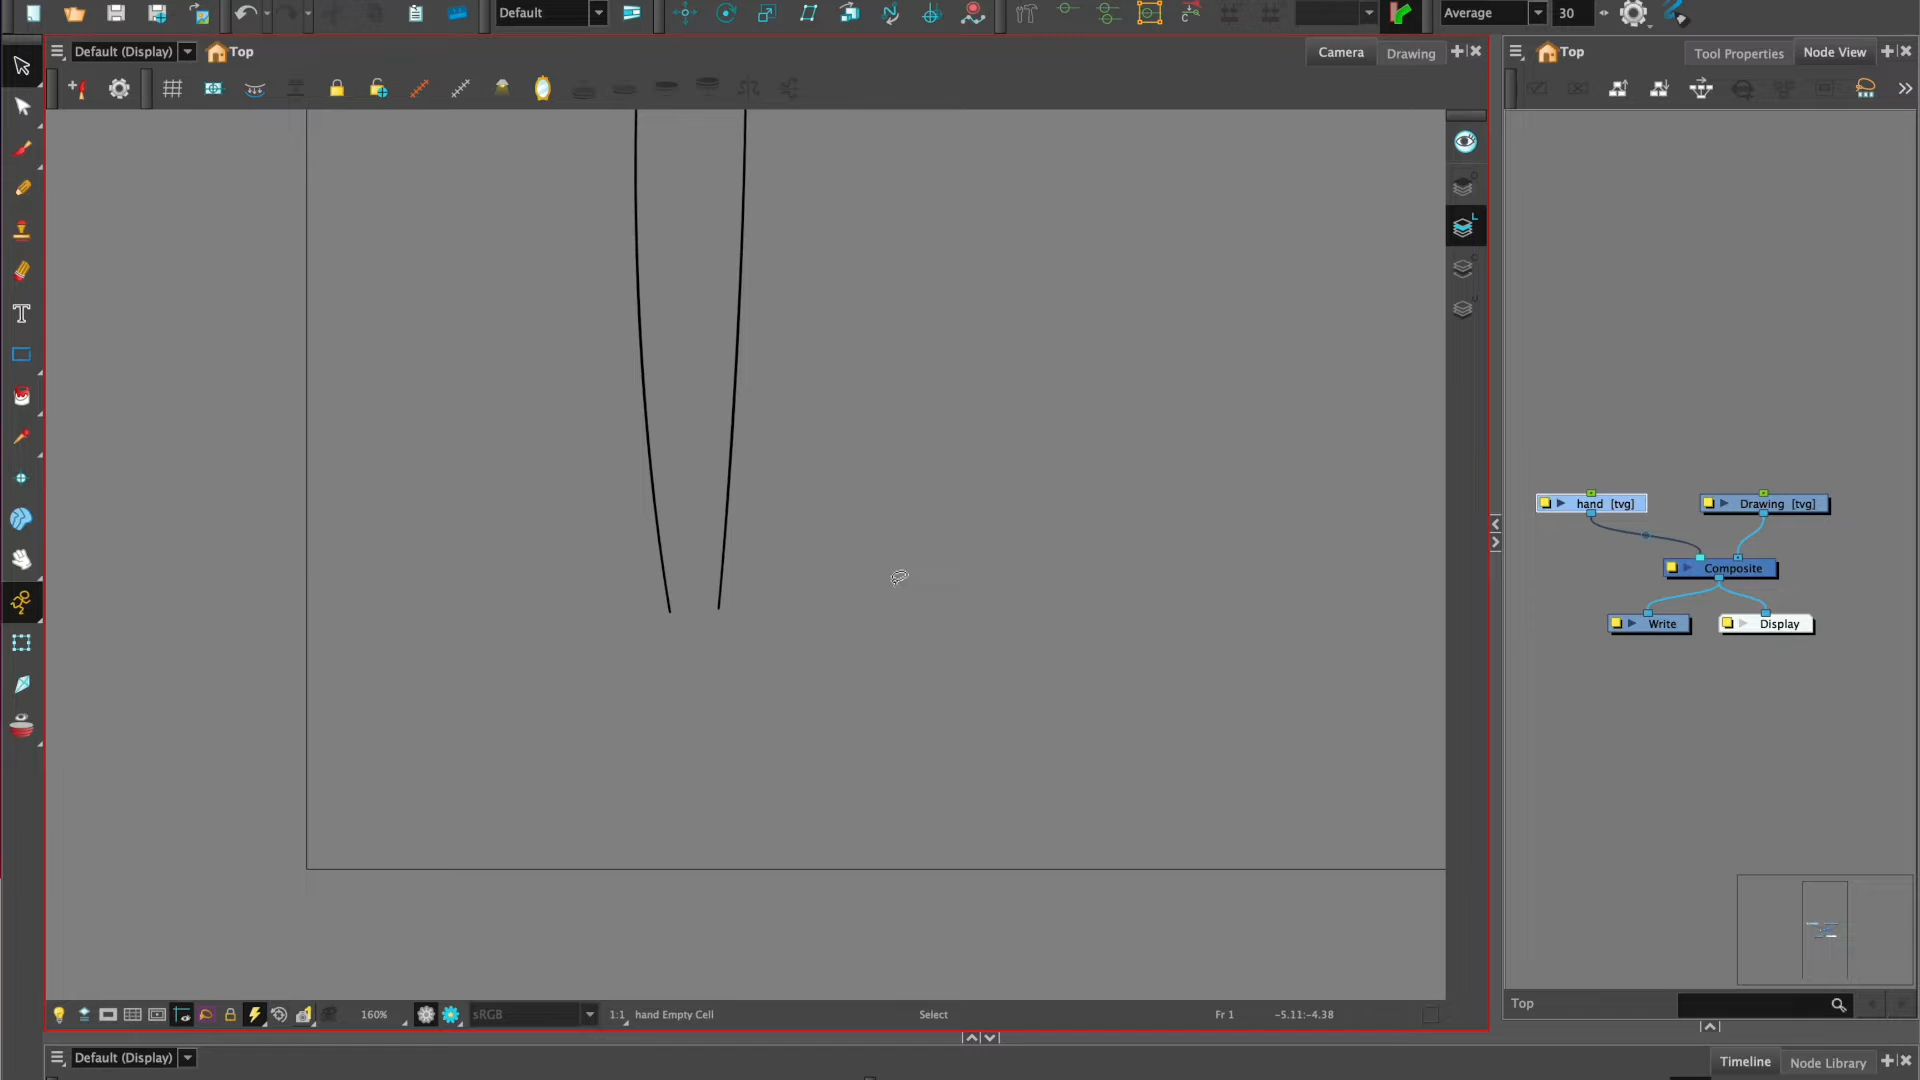 Default
Average
30
Default (Display)
Top
Camera
Drawing
Top
Tool Properties
Node View
hand [tvg]
Drawing [tvg]
Composite
Write
Display
Top
160%
sRGB
1:1
hand Empty Cell
Select
Fr 1
-5.11:-4.38
Default (Display)
Timeline
Node Library